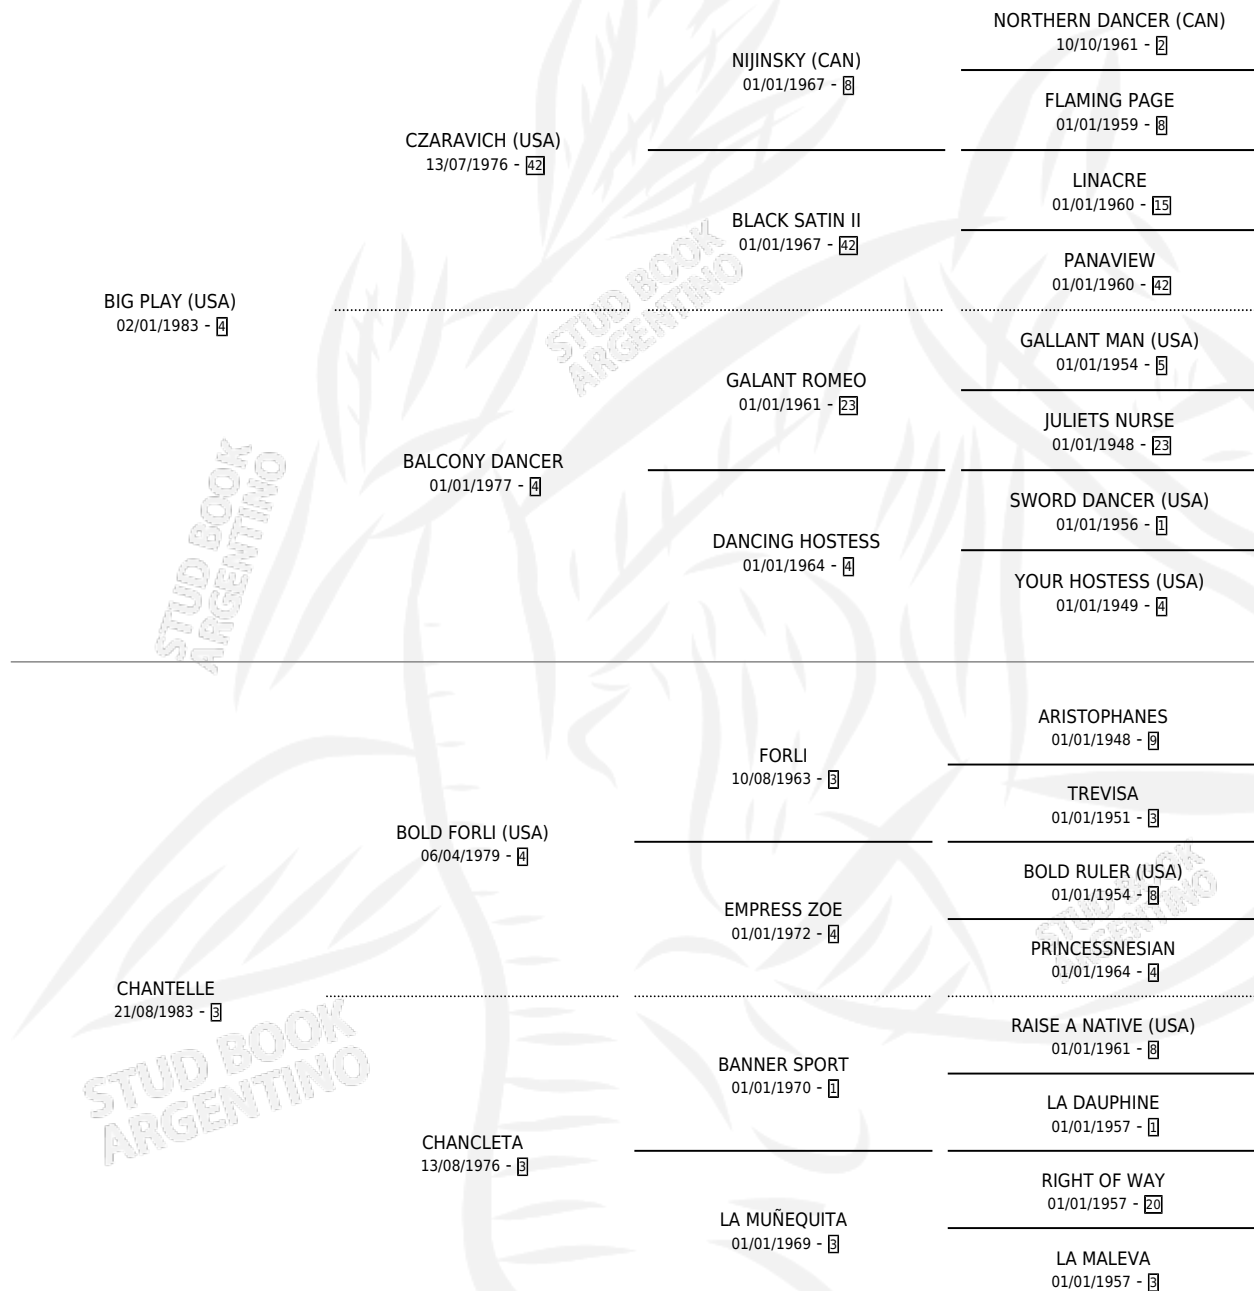 NORTHERN DANCER (CAN)
10/10/1961 - 2
NIJINSKY (CAN)
01/01/1967 - 8
FLAMING PAGE
01/01/1959 - 8
CZARAVICH (USA)
13/07/1976 - 42
LINACRE
01/01/1960 - 15
BLACK SATIN II
01/01/1967 - 42
PANAVIEW
01/01/1960 - 42
BIG PLAY (USA)
02/01/1983 - 4
GALLANT MAN (USA)
01/01/1954 - 5
GALANT ROMEO
01/01/1961 - 23
JULIETS NURSE
01/01/1948 - 23
BALCONY DANCER
01/01/1977 - 4
SWORD DANCER (USA)
01/01/1956 - 1
DANCING HOSTESS
01/01/1964 - 4
YOUR HOSTESS (USA)
01/01/1949 - 4
ARISTOPHANES
01/01/1948 - 9
FORLI
10/08/1963 - 3
TREVISA
01/01/1951 - 3
BOLD FORLI (USA)
06/04/1979 - 4
BOLD RULER (USA)
01/01/1954 - 8
EMPRESS ZOE
01/01/1972 - 4
PRINCESSNESIAN
01/01/1964 - 4
CHANTELLE
21/08/1983 - 3
RAISE A NATIVE (USA)
01/01/1961 - 8
BANNER SPORT
01/01/1970 - 1
LA DAUPHINE
01/01/1957 - 1
CHANCLETA
13/08/1976 - 3
RIGHT OF WAY
01/01/1957 - 20
LA MUÑEQUITA
01/01/1969 - 3
LA MALEVA
01/01/1957 - 3
STUD BOOK
ARGENTINO
STUD BOOK
ARGENTINO
STUD BOOK
ARGENTINO
STUD BOOK
ARGENTINO